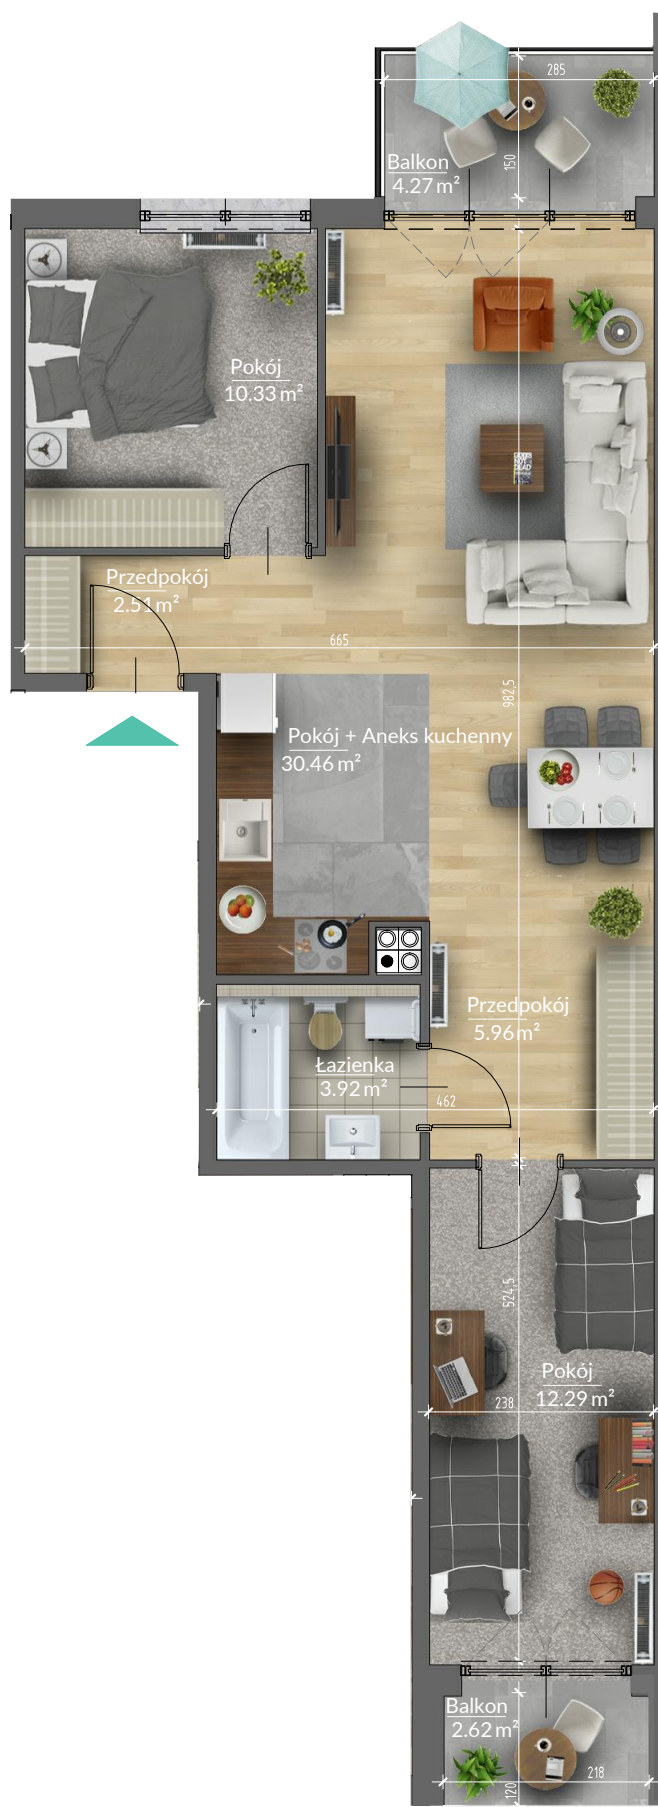 285
150
Balkon
4.27 m²
Pokój
10.33 m²
Przedpokój
2.51 m²
665
982,5
Pokój + Aneks kuchenny
30.46 m²
Przedpokój
5.96 m²
Łazienka
3.92 m²
462
524,5
Pokój
12.29 m²
238
Balkon
2.62 m²
218
120